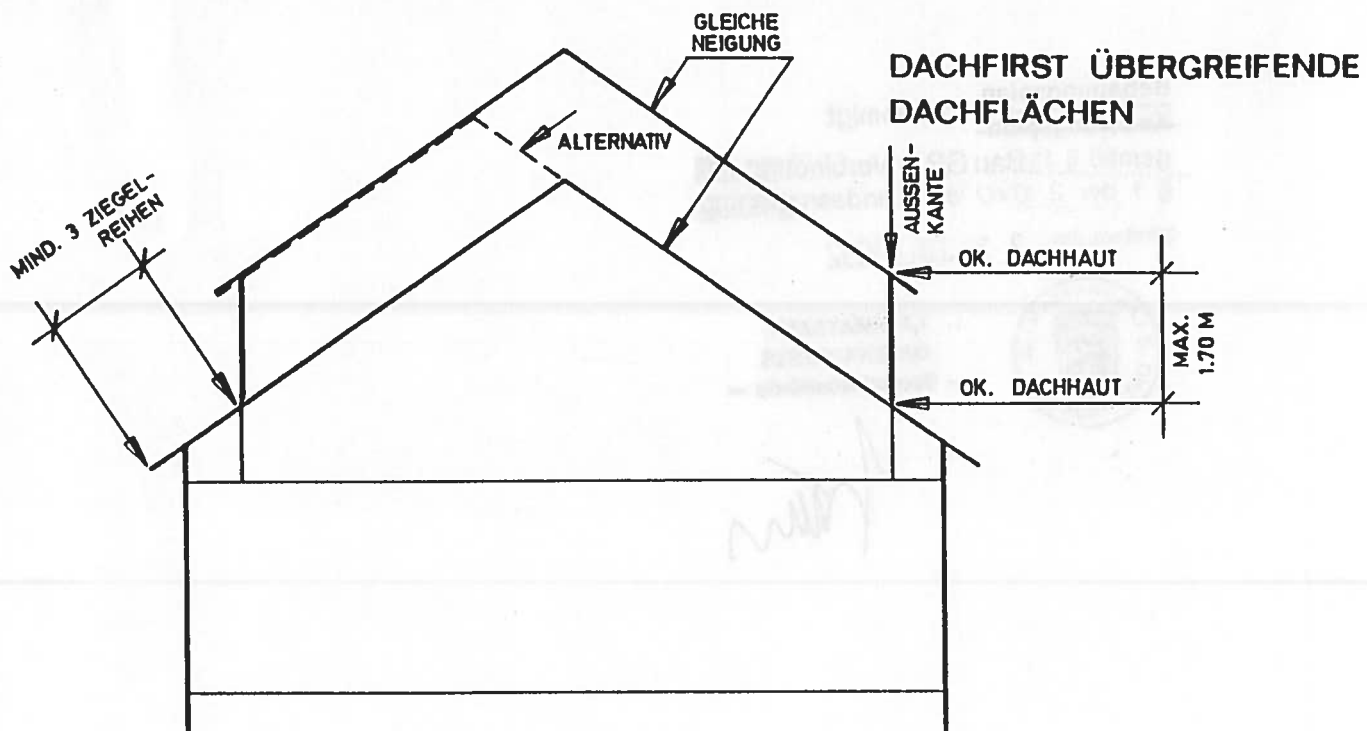 GLEICHE
NEIGUNG
DACHFIRST ÜBERGREIFENDE
DACHFLÄCHEN
ALTERNATIV
AUSSEN-
KANTE
MIND. 3 ZIEGEL-
REIHEN
OK. DACHHAUT
MAX.
1.70 M
OK. DACHHAUT